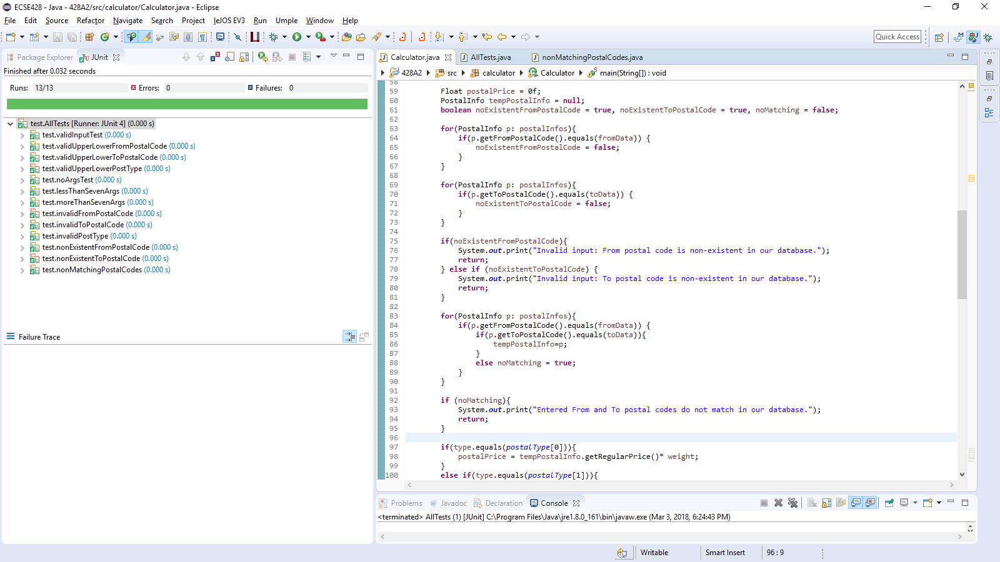 ECSE428 - Java - 428A2/src/calculator/Calculator.java - Eclipse
File Edit Source Refactor Navigate Search Project leJOS EV3 Run Umple Window Help
Quick Access
Package Explorer JUnit
Finished after 0.032 seconds
Runs: 13/13 Errors: 0 Failures: 0
test.AllTests [Runner: JUnit 4] (0.000 s)
test.validInputTest (0.000 s)
test.validUpperLowerFromPostalCode (0.000 s)
test.validUpperLowerToPostalCode (0.000 s)
test.validUpperLowerPostType (0.000 s)
test.noArgsTest (0.000 s)
test.lessThanSevenArgs (0.000 s)
test.moreThanSevenArgs (0.000 s)
test.invalidFromPostalCode (0.000 s)
test.invalidToPostalCode (0.000 s)
test.invalidPostType (0.000 s)
test.nonExistentFromPostalCode (0.000 s)
test.nonExistentToPostalCode (0.000 s)
test.nonMatchingPostalCodes (0.000 s)
Failure Trace
Calculator.java AllTests.java nonMatchingPostalCodes.java
428A2 src calculator Calculator main(String[]) : void
58
59 Float postalPrice = 0f;
60 PostalInfo tempPostalInfo = null;
61 boolean noExistentFromPostalCode = true, noExistentToPostalCode = true, noMatching = false;
62
63 for(PostalInfo p: postalInfos){
64 if(p.getFromPostalCode().equals(fromData)) {
65 noExistentFromPostalCode = false;
66 }
67 }
68
69 for(PostalInfo p: postalInfos){
70 if(p.getToPostalCode().equals(toData)) {
71 noExistentToPostalCode = false;
72 }
73 }
74
75 if(noExistentFromPostalCode){
76 System.out.print("Invalid input: From postal code is non-existent in our database.");
77 return;
78 } else if (noExistentToPostalCode) {
79 System.out.print("Invalid input: To postal code is non-existent in our database.");
80 return;
81 }
82
83 for(PostalInfo p: postalInfos){
84 if(p.getFromPostalCode().equals(fromData)) {
85 if(p.getToPostalCode().equals(toData)){
86 tempPostalInfo=p;
87 }
88 else noMatching = true;
89 }
90 }
91
92 if (noMatching){
93 System.out.print("Entered From and To postal codes do not match in our database.");
94 return;
95 }
96
97 if(type.equals(postalType[0])){
98 postalPrice = tempPostalInfo.getRegularPrice()* weight;
99 }
100 else if(type.equals(postalType[1])){
Problems Javadoc Declaration Console
<terminated> AllTests (1) [JUnit] C:\Program Files\Java\jre1.8.0_161\bin\javaw.exe (Mar 3, 2018, 6:24:43 PM)
Writable Smart Insert 96 : 9